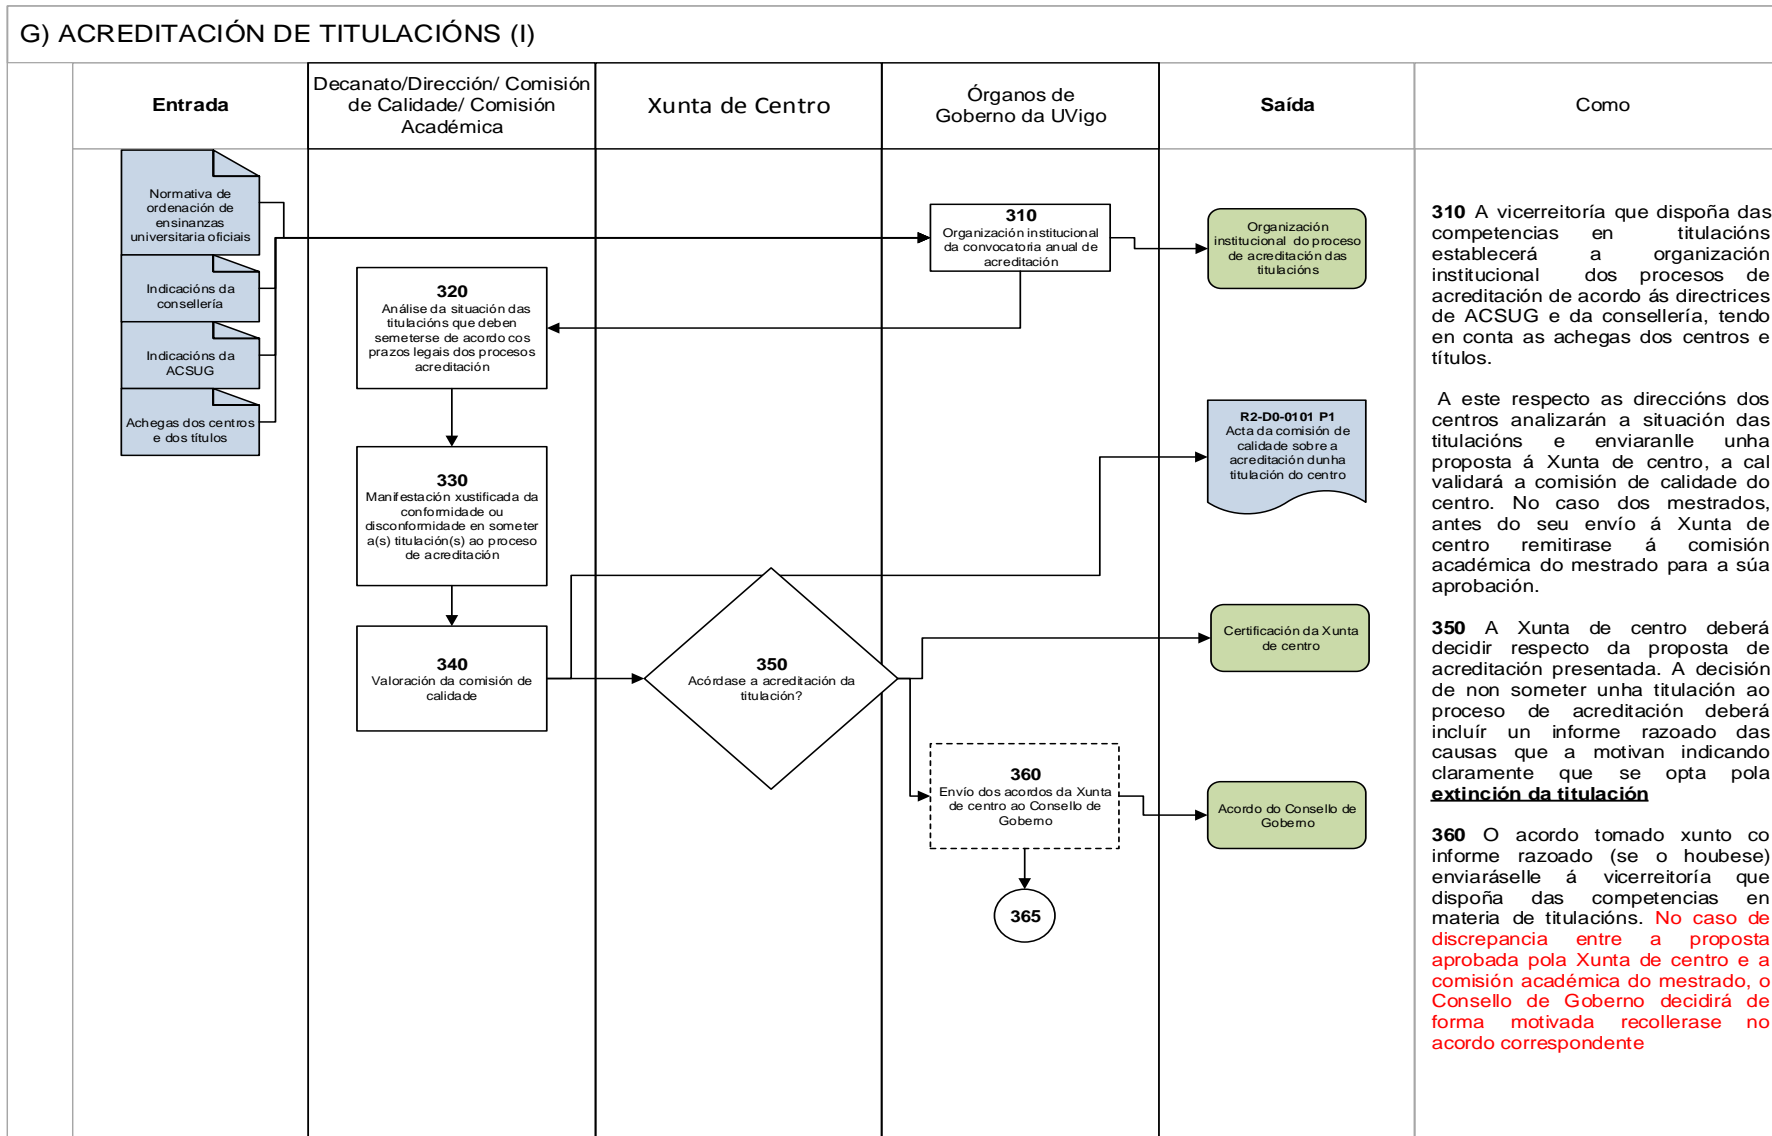 G) ACREDITACIÓN DE TITULACIÓNS (I)
Entrada
Decanato/Dirección/ Comisión
de Calidade/ Comisión
Académica
Xunta de Centro
Órganos de
Goberno da UVigo
Saída
Como
Normativa de
ordenación de
ensinanzas
universitaria oficiais
Indicacións da
consellería
Indicacións da
ACSUG
Achegas dos centros
e dos títulos
310
Organización institucional
da convocatoria anual de
acreditación
Organización
institucional do proceso
de acreditación das
titulacións
320
Análise da situación das
titulacións que deben
semeterse de acordo cos
prazos legais dos procesos
acreditación
330
Manifestación xustificada da
conformidade ou
disconformidade en someter
a(s) titulación(s) ao proceso
de acreditación
340
Valoración da comisión de
calidade
350
Acórdase a acreditación da
titulación?
R2-D0-0101 P1
Acta da comisión de
calidade sobre a
acreditación dunha
titulación do centro
Certificación da Xunta
de centro
360
Envío dos acordos da Xunta
de centro ao Consello de
Goberno
Acordo do Consello de
Goberno
365
310 A vicerreitoría que dispoña das
competencias en titulacións
establecerá a organización
institucional dos procesos de
acreditación de acordo ás directrices
de ACSUG e da consellería, tendo
en conta as achegas dos centros e
títulos.
A este respecto as direccións dos
centros analizarán a situación das
titulacións e enviaranlle unha
proposta á Xunta de centro, a cal
validará a comisión de calidade do
centro. No caso dos mestrados,
antes do seu envío á Xunta de
centro remitirase á comisión
académica do mestrado para a súa
aprobación.
350 A Xunta de centro deberá
decidir respecto da proposta de
acreditación presentada. A decisión
de non someter unha titulación ao
proceso de acreditación deberá
incluír un informe razoado das
causas que a motivan indicando
claramente que se opta pola
extinción da titulación
360 O acordo tomado xunto co
informe razoado (se o houbese)
enviaráselle á vicerreitoría que
dispoña das competencias en
materia de titulacións. No caso de
discrepancia entre a proposta
aprobada pola Xunta de centro e a
comisión académica do mestrado, o
Consello de Goberno decidirá de
forma motivada recollerase no
acordo correspondente